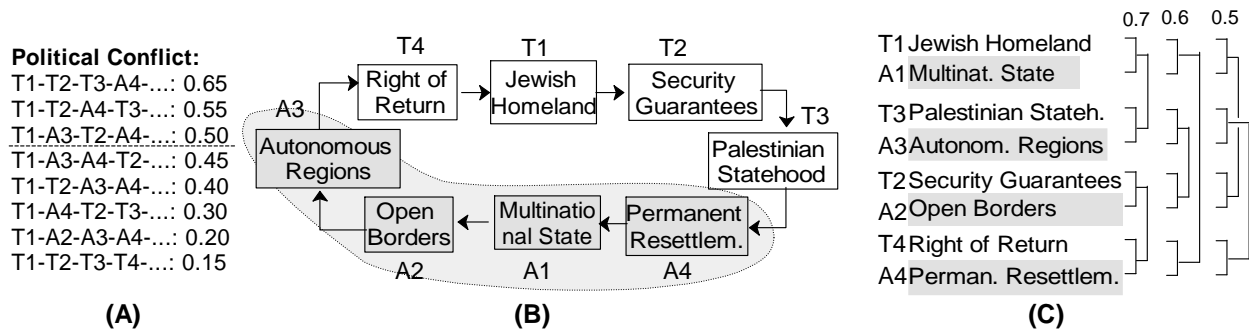 Political Conflict:
T1-T2-T3-A4-...: 0.65
T1-T2-A4-T3-...: 0.55
T1-A3-T2-A4-...: 0.50
T1-A3-A4-T2-...: 0.45
T1-T2-A3-A4-...: 0.40
T1-A4-T2-T3-...: 0.30
T1-A2-A3-A4-...: 0.20
T1-T2-T3-T4-...: 0.15
(A)
T4
Right of
Return
T1
Jewish
Homeland
T2
Security
Guarantees
T3
Palestinian
Statehood
A3
Autonomous
Regions
Open
Borders
A2
Multinatio
nal State
A1
Permanent
Resettlem.
A4
(B)
0.7 0.6 0.5
T1 Jewish Homeland
A1 Multinat. State
T3 Palestinian Stateh.
A3 Autonom. Regions
T2 Security Guarantees
A2 Open Borders
T4 Right of Return
A4 Perman. Resettlem.
(C)